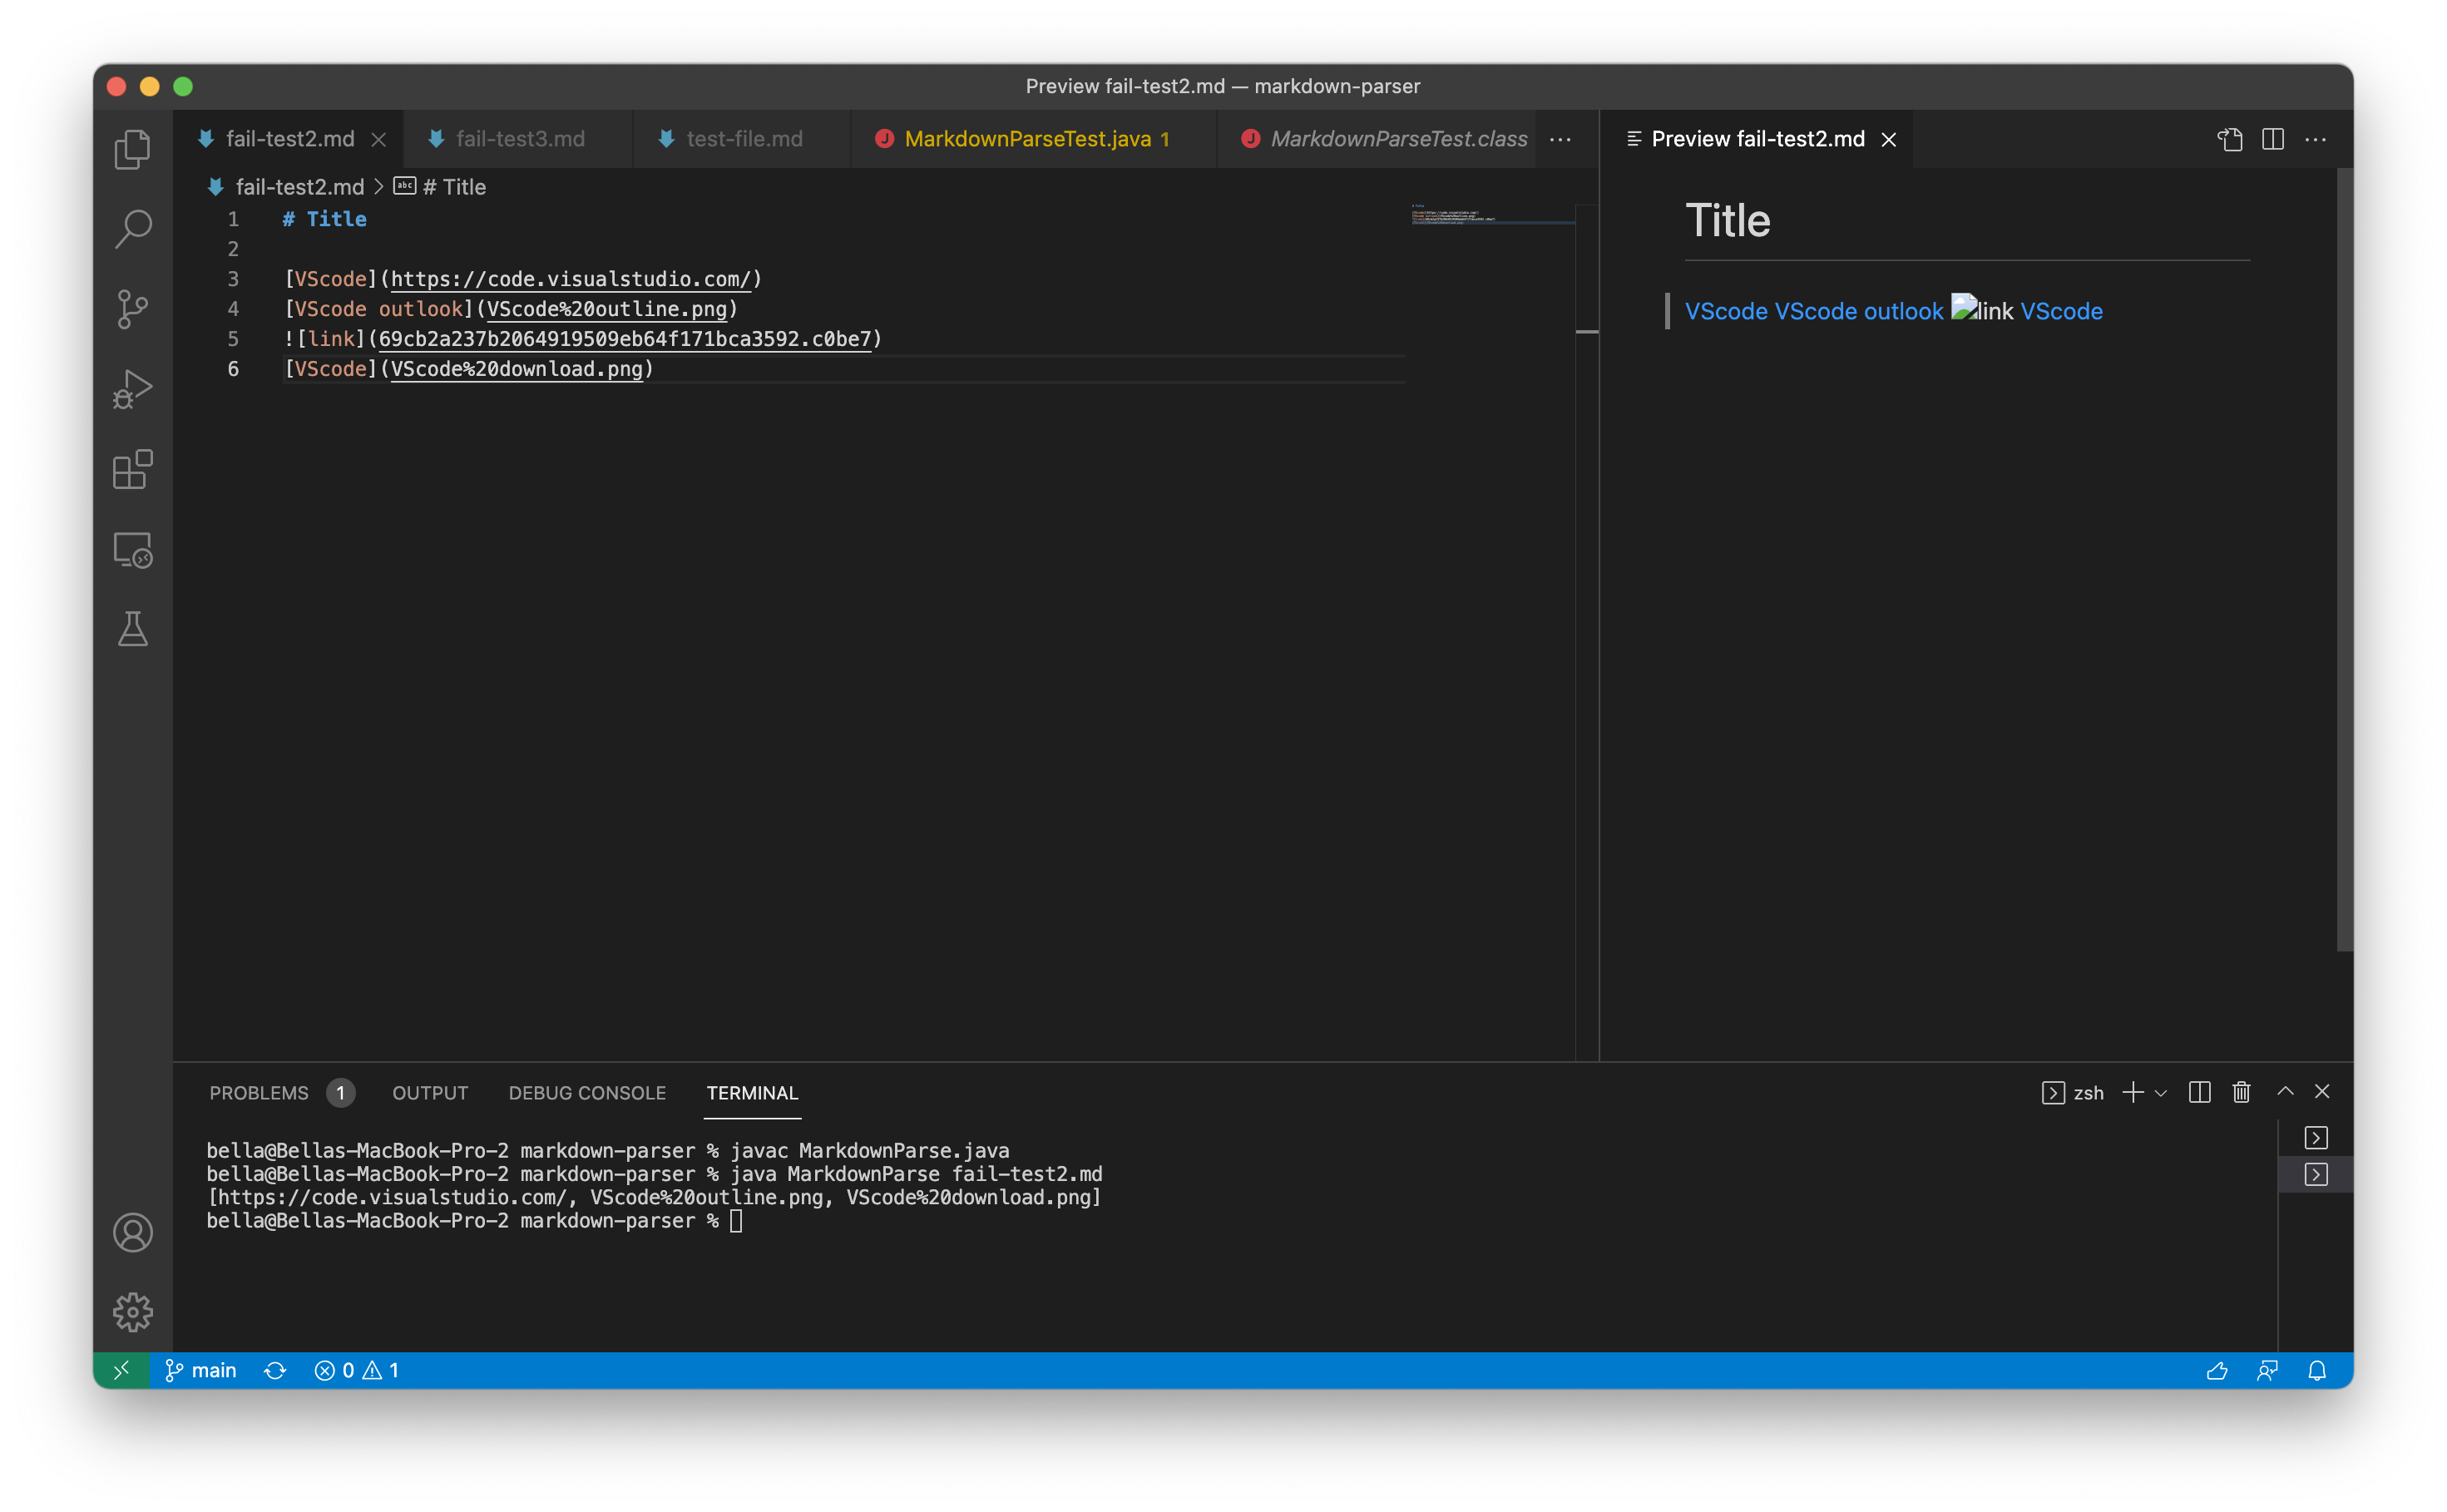 Preview fail-test2.md — markdown-parser
fail-test2.md
fail-test3.md
test-file.md
MarkdownParseTest.java 1
MarkdownParseTest.class
Preview fail-test2.md
fail-test2.md > abc # Title
1 # Title
2
3 [VScode](https://code.visualstudio.com/)
4 [VScode outlook](VScode%20outline.png)
5 ![link](69cb2a237b2064919509eb64f171bca3592.c0be7)
6 [VScode](VScode%20download.png)
Title
VScode VScode outlook link VScode
PROBLEMS 1 OUTPUT DEBUG CONSOLE TERMINAL
zsh
bella@Bellas-MacBook-Pro-2 markdown-parser % javac MarkdownParse.java
bella@Bellas-MacBook-Pro-2 markdown-parser % java MarkdownParse fail-test2.md
[https://code.visualstudio.com/, VScode%20outline.png, VScode%20download.png]
bella@Bellas-MacBook-Pro-2 markdown-parser %
main 0 1